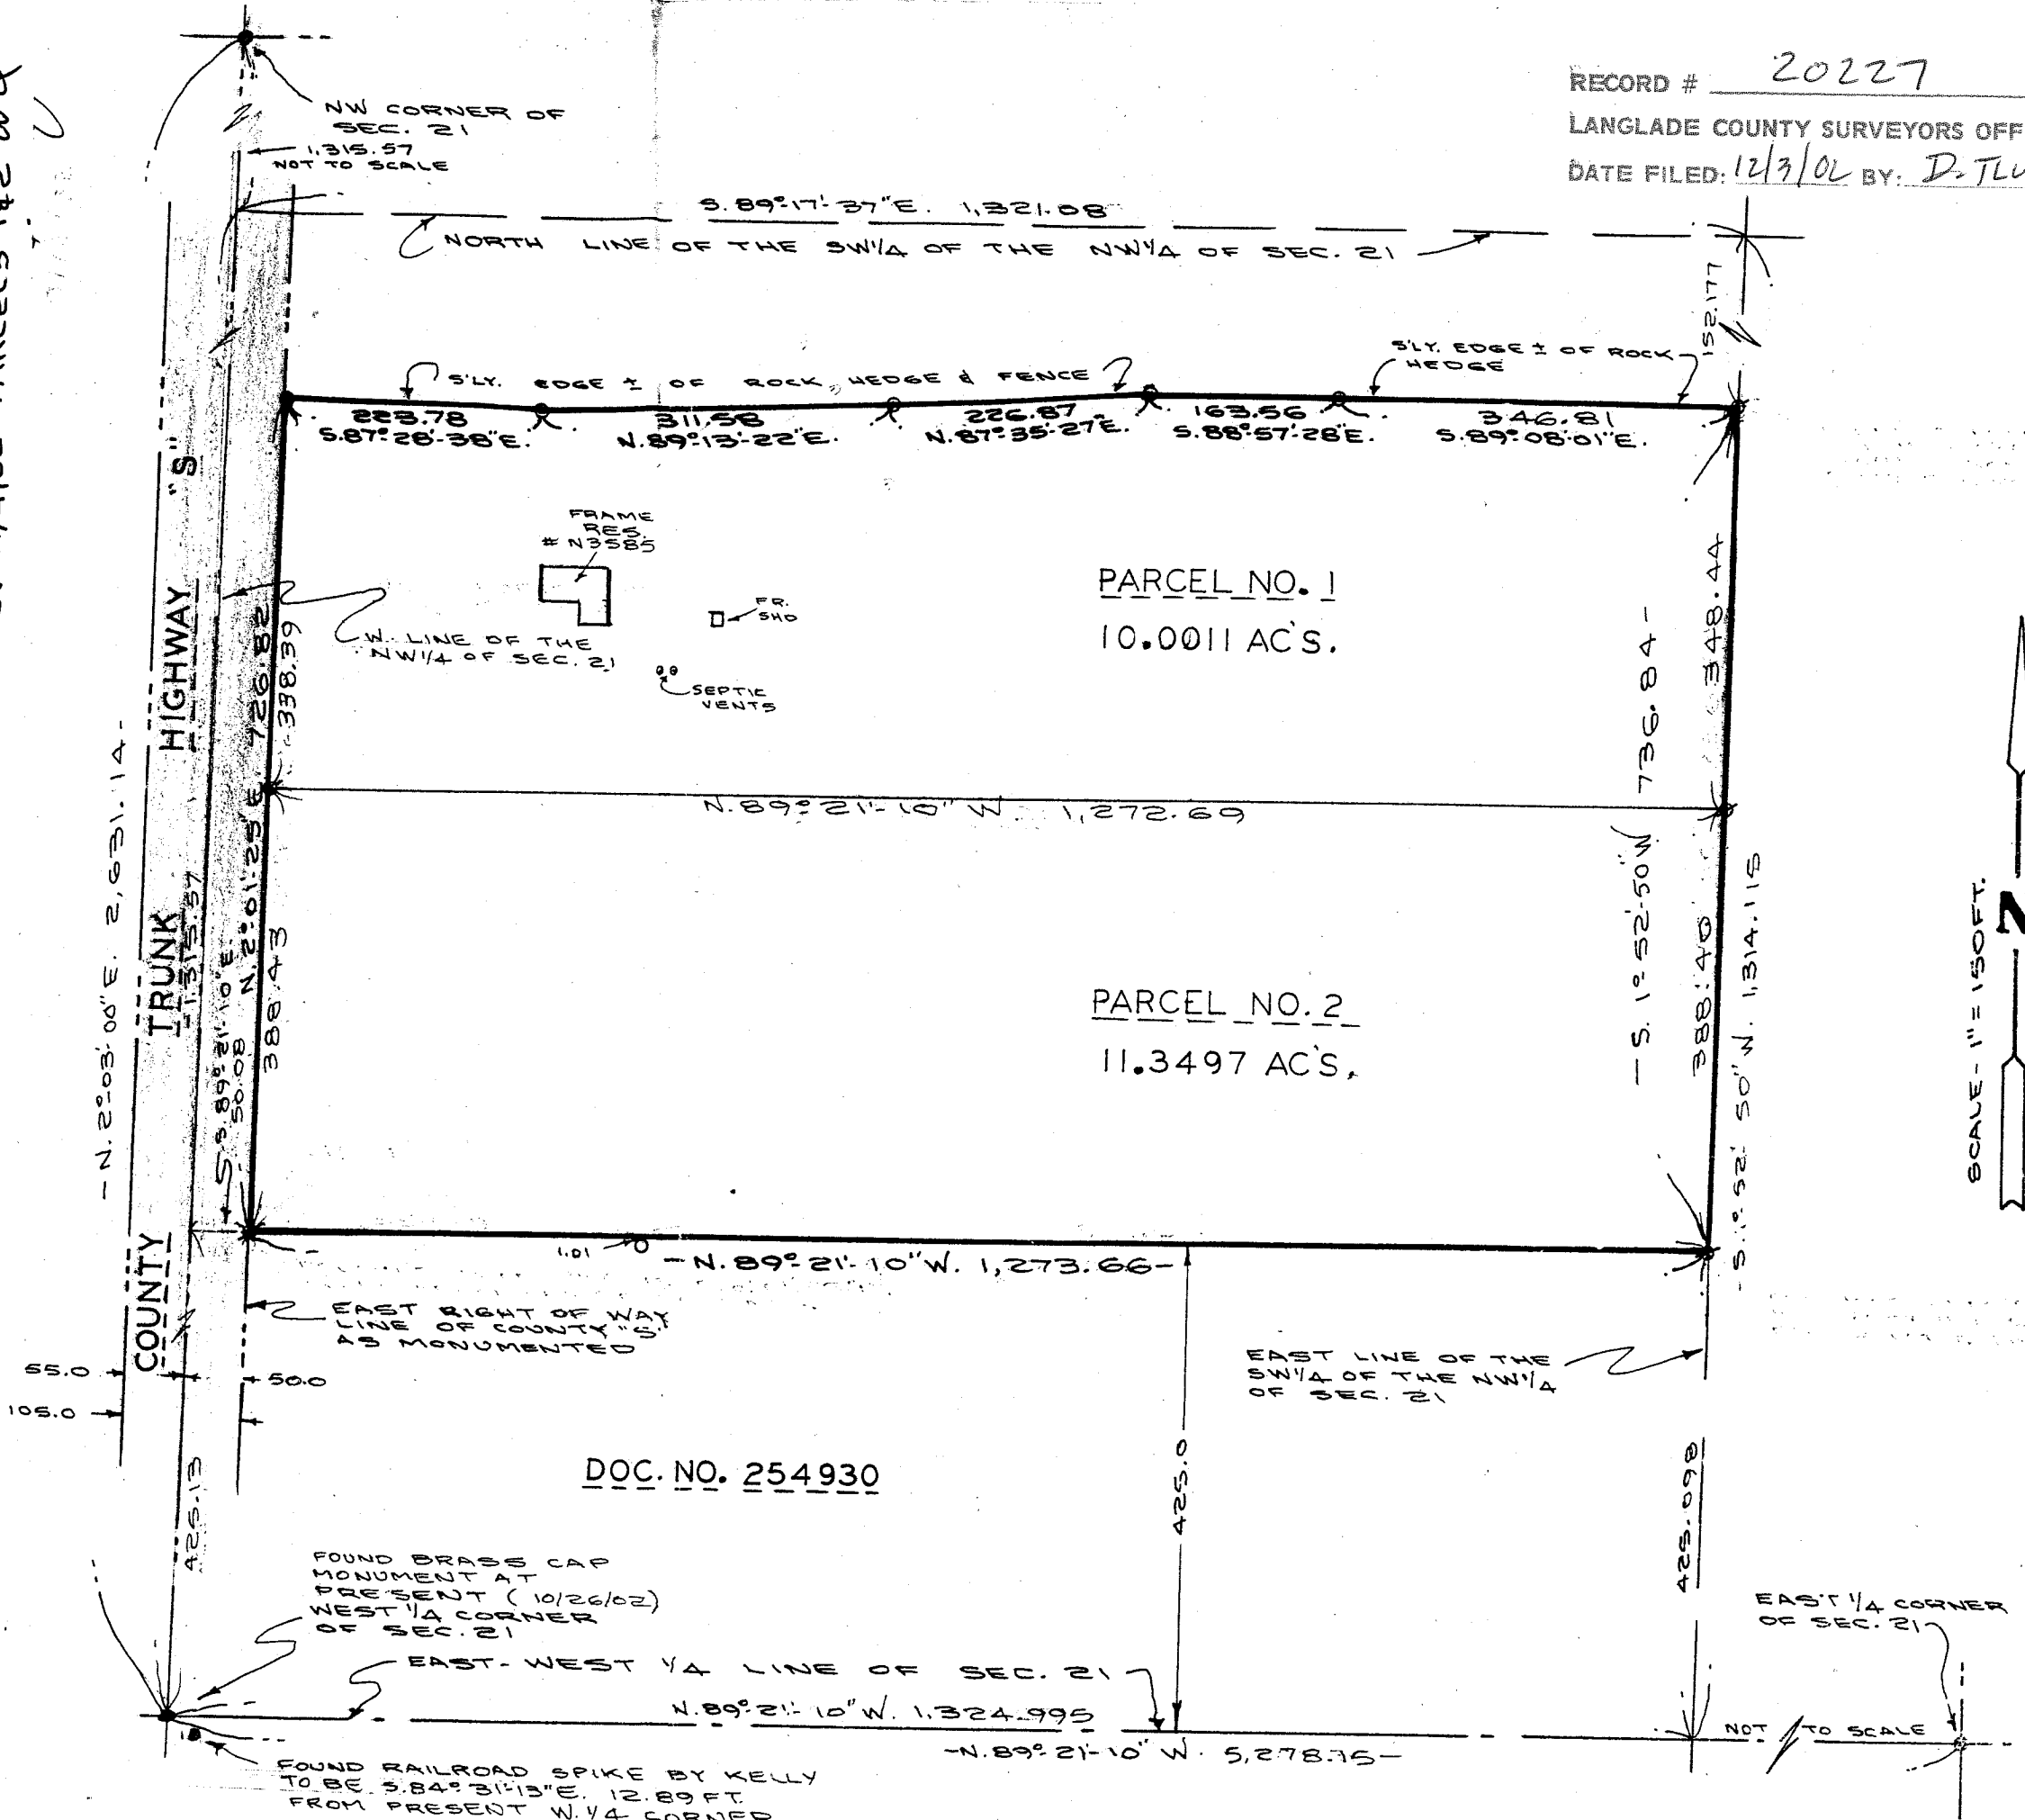 RECORD # 20227
LANGLADE COUNTY SURVEYORS OFF
DATE FILED: 12/3/02 BY:
NW CORNER OF
SEC. 21
1,315.57
NOT TO SCALE
S.89°-17'-37"E. 1,321.08
NORTH LINE OF THE SW1/4 OF THE NW1/4 OF SEC. 21
152.177
S'LY. EDGE ± OF ROCK, HEDGE & FENCE
S'LY. EDGE ± OF ROCK
HEDGE
223.78
S.87°-28'-38"E.
311.58
N.89°-13'-22"E.
226.87
N.87°-35'-27"E.
163.56
S.88°-57'-28"E.
346.81
S.89°-08'-01"E.
FRAME
RES.
# N3585
FR.
SHD
SEPTIC
VENTS
W. LINE OF THE
NW1/4 OF SEC. 21
PARCEL NO. 1
10.0011 AC'S.
COUNTY TRUNK HIGHWAY "S"
-N.2°-03'-00"E. 2,631.14-
1,315.57
N.2°-01'-25"E. 726.82
338.39
388.43
S.89°-21'-10"E.
50.08
N.89°-21'-10"W. 1,272.69
-S.1°-52'-50"W. 736.84-
348.44
388.40
-S.1°-52'-50"W. 1,314.115
SCALE - 1" = 150FT.
N
PARCEL NO. 2
11.3497 AC'S.
1.01
-N.89°-21'-10"W. 1,273.66-
EAST RIGHT OF WAY
LINE OF COUNTY "S"
AS MONUMENTED
55.0
50.0
105.0
EAST LINE OF THE
SW1/4 OF THE NW1/4
OF SEC. 21
DOC. NO. 254930
425.13
425.0
425.098
FOUND BRASS CAP
MONUMENT AT
PRESENT (10/26/02)
WEST 1/4 CORNER
OF SEC. 21
EAST 1/4 CORNER
OF SEC. 21
EAST-WEST 1/4 LINE OF SEC. 21
N.89°-21'-10"W. 1,324.995
NOT TO SCALE
-N.89°-21'-10"W. 5,278.75-
FOUND RAILROAD SPIKE BY KELLY
TO BE S.84°-31'-13"E. 12.89 FT.
FROM PRESENT W. 1/4 CORNER